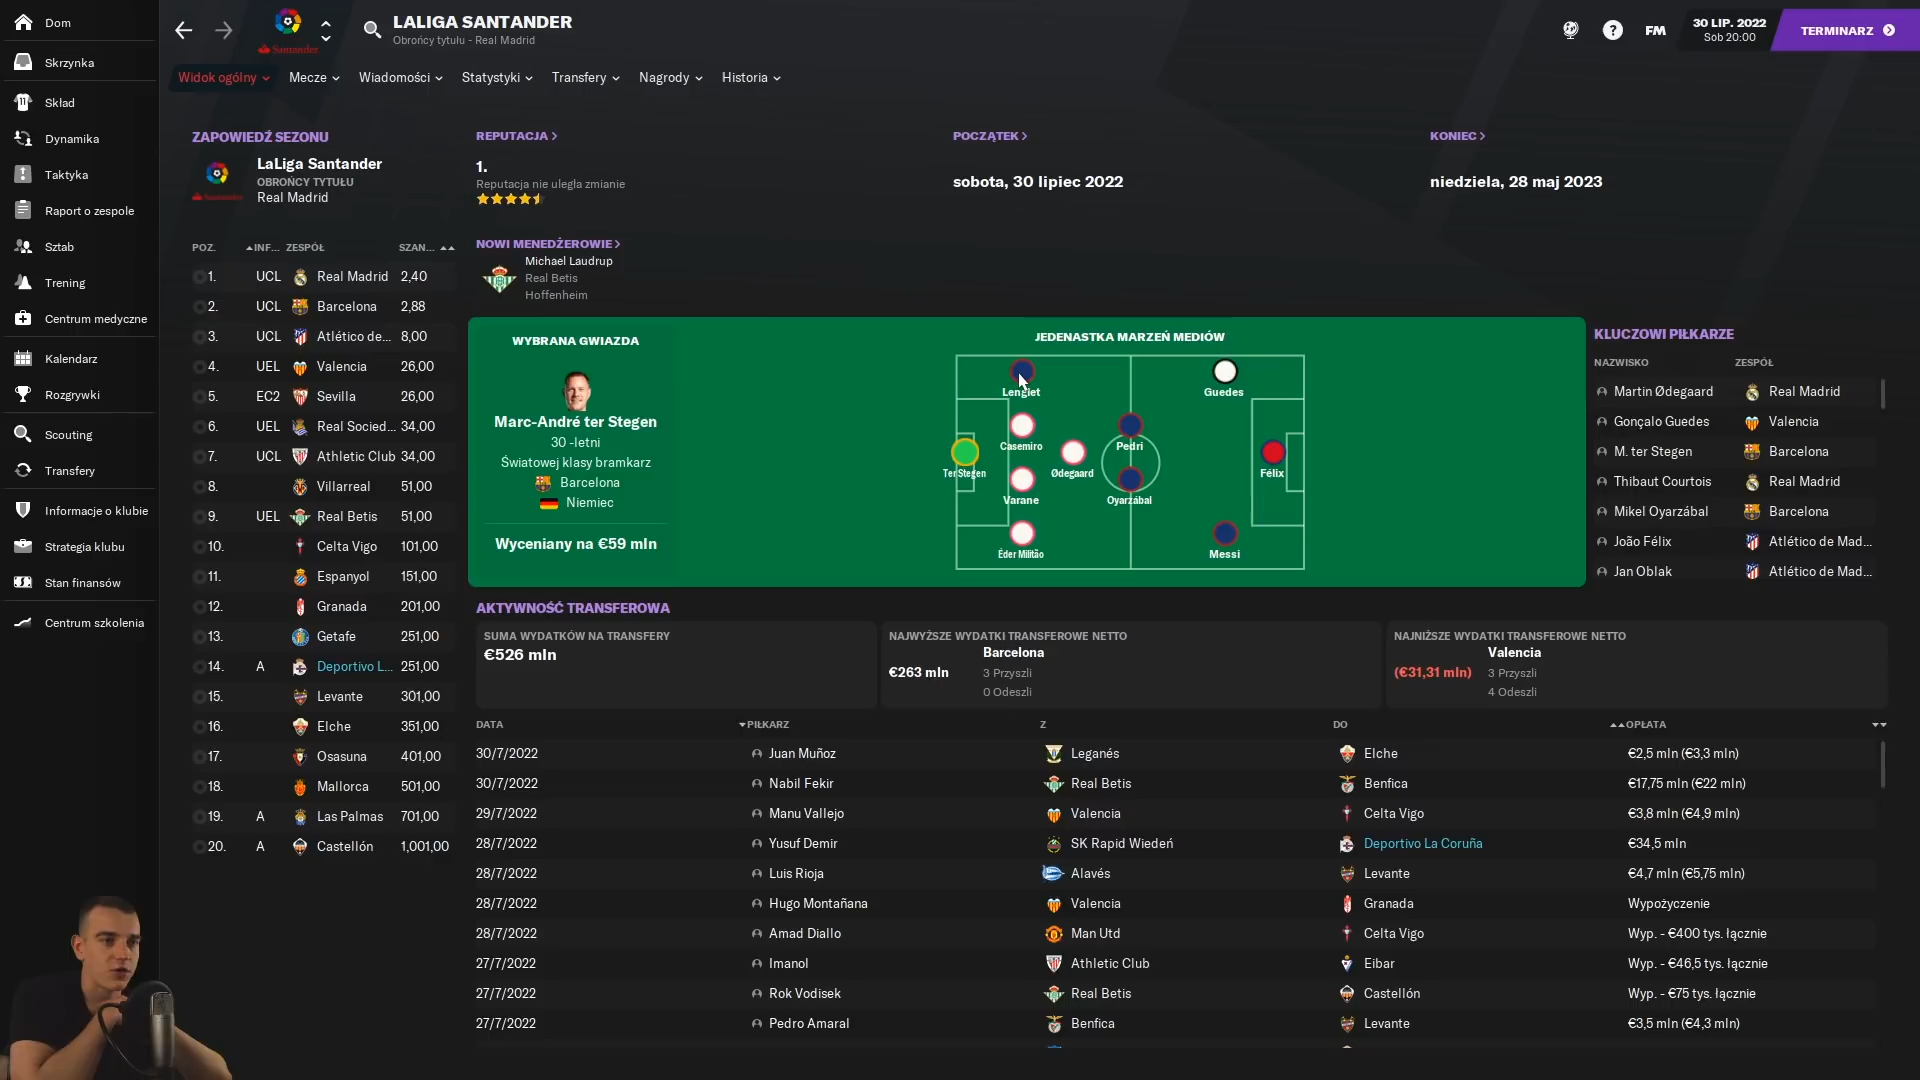 Dom
Skrzynka
Skład
Dynamika
Taktyka
Raport o zespole
Sztab
Trening
Centrum medyczne
Kalendarz
Rozgrywki
Scouting
Transfery
Informacje o klubie
Strategia klubu
Stan finansów
Centrum szkolenia
Santander
LALIGA SANTANDER
Obrońcy tytułu - Real Madrid
FM
30 LIP. 2022
Sob 20:00
TERMINARZ
Widok ogólny
Mecze
Wiadomości
Statystyki
Transfery
Nagrody
Historia
ZAPOWIEDŹ SEZONU
LaLiga Santander
OBROŃCY TYTUŁU
Real Madrid
REPUTACJA >
1.
Reputacja nie uległa zmianie
POCZĄTEK >
sobota, 30 lipiec 2022
KONIEC >
niedziela, 28 maj 2023
NOWI MENEDŻEROWIE >
Michael Laudrup
Real Betis
Hoffenheim
POZ. INF... ZESPÓŁ SZAN...
1. UCL Real Madrid 2,40
2. UCL Barcelona 2,88
3. UCL Atlético de... 8,00
4. UEL Valencia 26,00
5. EC2 Sevilla 26,00
6. UEL Real Socied... 34,00
7. UCL Athletic Club 34,00
8. Villarreal 51,00
9. UEL Real Betis 51,00
10. Celta Vigo 101,00
11. Espanyol 151,00
12. Granada 201,00
13. Getafe 251,00
14. A Deportivo L... 251,00
15. Levante 301,00
16. Elche 351,00
17. Osasuna 401,00
18. Mallorca 501,00
19. A Las Palmas 701,00
20. A Castellón 1,001,00
WYBRANA GWIAZDA
Marc-André ter Stegen
30 -letni
Światowej klasy bramkarz
Barcelona
Niemiec
Wyceniany na €59 mln
JEDENASTKA MARZEŃ MEDIÓW
Lenglet
Guedes
Casemiro
Pedri
Ter Stegen
Ødegaard
Félix
Varane
Oyarzábal
Éder Militão
Messi
KLUCZOWI PIŁKARZE
NAZWISKO ZESPÓŁ
Martin Ødegaard Real Madrid
Gonçalo Guedes Valencia
M. ter Stegen Barcelona
Thibaut Courtois Real Madrid
Mikel Oyarzábal Barcelona
João Félix Atlético de Mad...
Jan Oblak Atlético de Mad...
AKTYWNOŚĆ TRANSFEROWA
SUMA WYDATKÓW NA TRANSFERY
€526 mln
NAJWYŻSZE WYDATKI TRANSFEROWE NETTO
Barcelona
€263 mln
3 Przyszli
0 Odeszli
NAJNIŻSZE WYDATKI TRANSFEROWE NETTO
Valencia
(€31,31 mln)
3 Przyszli
4 Odeszli
DATA PIŁKARZ Z DO OPŁATA
30/7/2022 Juan Muñoz Leganés Elche €2,5 mln (€3,3 mln)
30/7/2022 Nabil Fekir Real Betis Benfica €17,75 mln (€22 mln)
29/7/2022 Manu Vallejo Valencia Celta Vigo €3,8 mln (€4,9 mln)
28/7/2022 Yusuf Demir SK Rapid Wiedeń Deportivo La Coruña €34,5 mln
28/7/2022 Luis Rioja Alavés Levante €4,7 mln (€5,75 mln)
28/7/2022 Hugo Montañana Valencia Granada Wypożyczenie
28/7/2022 Amad Diallo Man Utd Celta Vigo Wyp. - €400 tys. łącznie
27/7/2022 Imanol Athletic Club Eibar Wyp. - €46,5 tys. łącznie
27/7/2022 Rok Vodisek Real Betis Castellón Wyp. - €75 tys. łącznie
27/7/2022 Pedro Amaral Benfica Levante €3,5 mln (€4,3 mln)